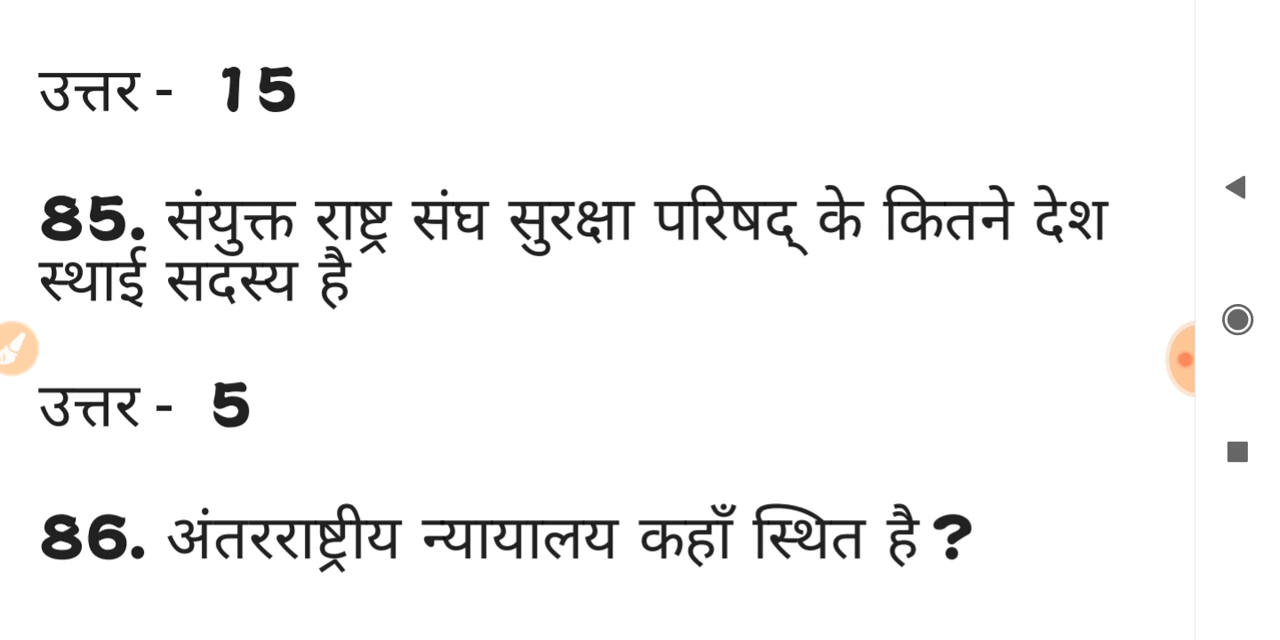 उत्तर - 15
85. संयुक्त राष्ट्र संघ सुरक्षा परिषद् के कितने देश
स्थाई सदस्य है
उत्तर - 5
86. अंतरराष्ट्रीय न्यायालय कहाँ स्थित है ?